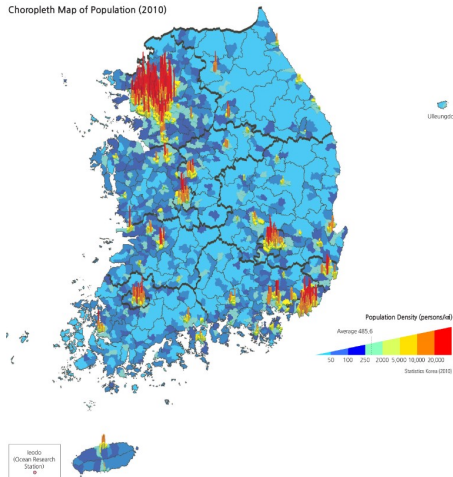 Choropleth Map of Population (2010)
Ulleungdo
Population Density (persons/㎢)
Average 485.6
50 100 250 2000 5,000 10,000 20,000
Statistics Korea (2010)
Ieodo
(Ocean Research
Station)